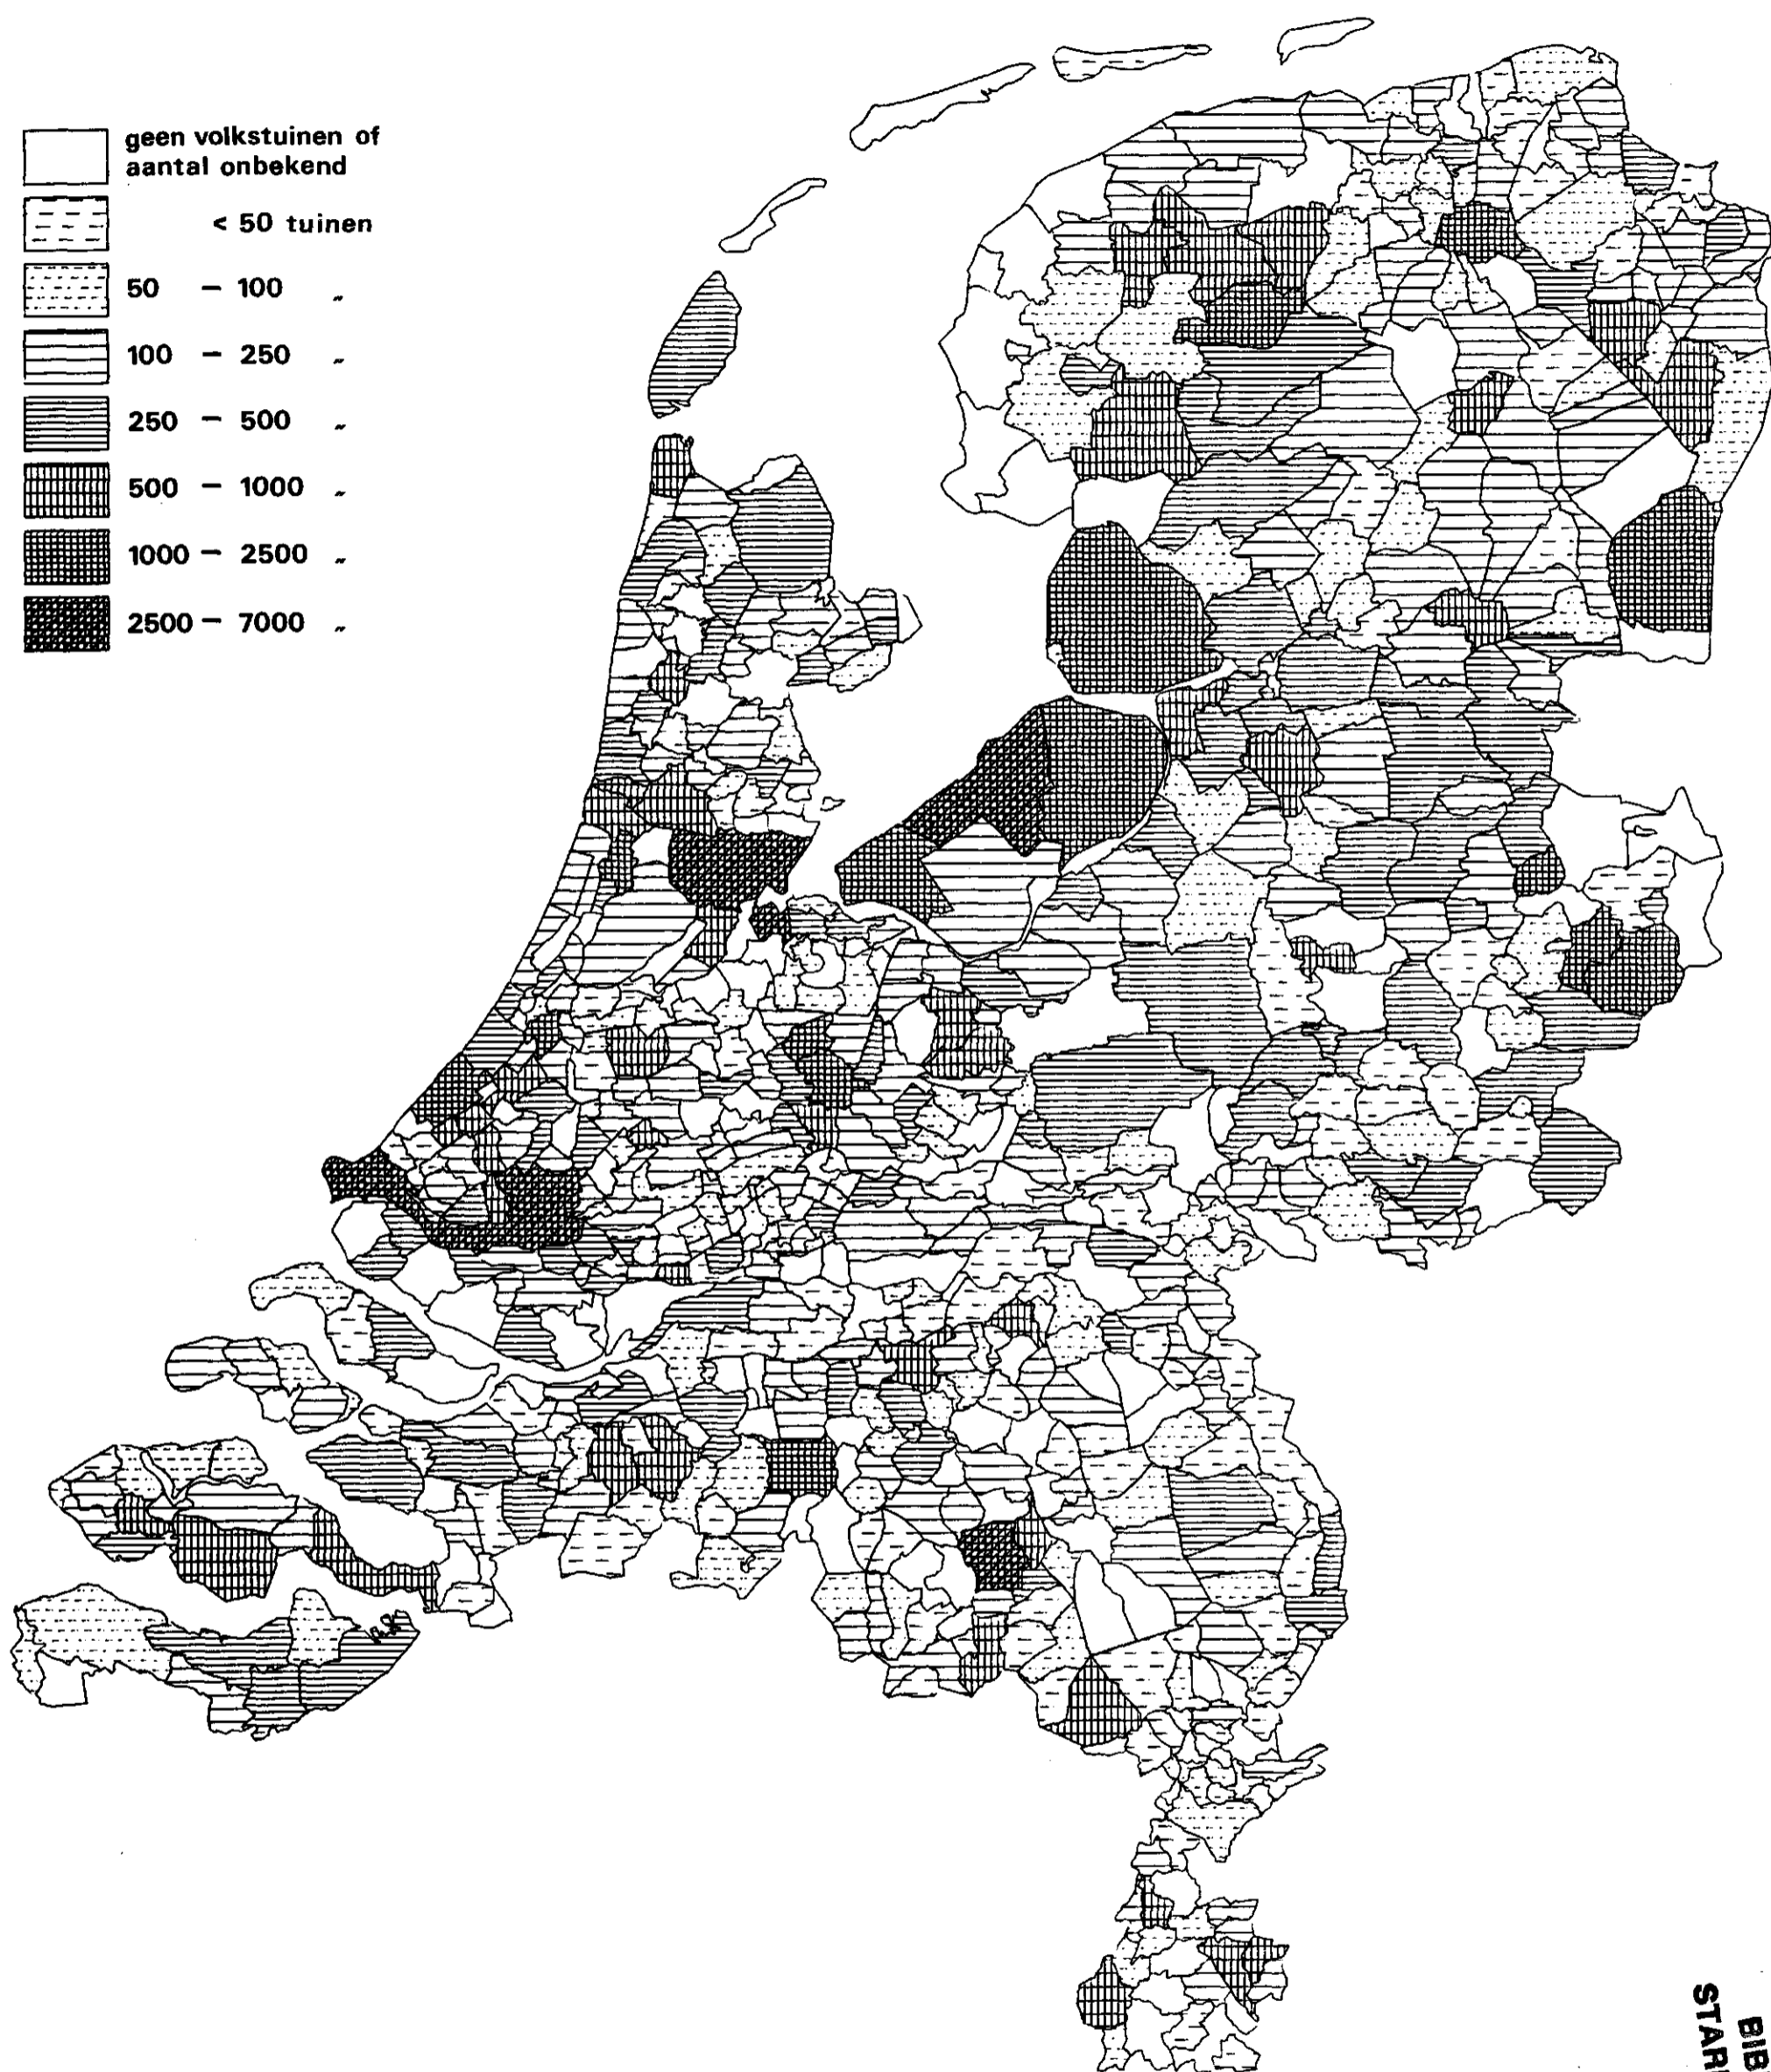 geen volkstuinen of
aantal onbekend
< 50 tuinen
50 – 100 „
100 – 250 „
250 – 500 „
500 – 1000 „
1000 – 2500 „
2500 – 7000 „